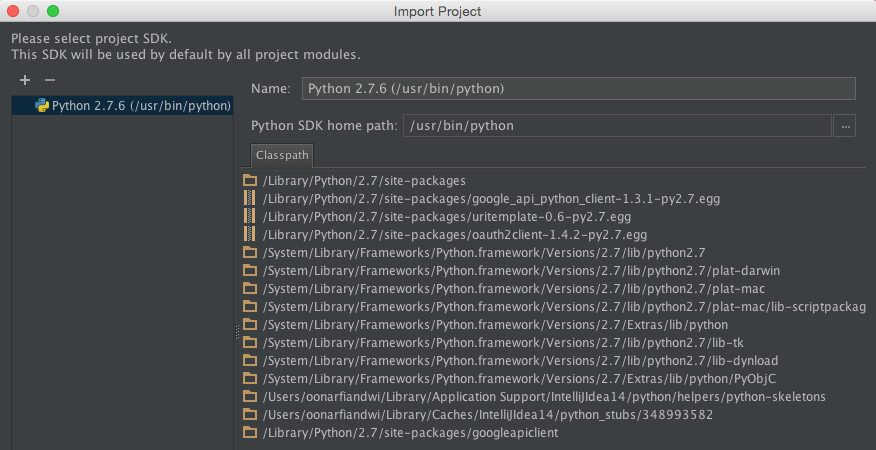 Import Project
Please select project SDK.
This SDK will be used by default by all project modules.
Python 2.7.6 (/usr/bin/python)
Name: Python 2.7.6 (/usr/bin/python)
Python SDK home path: /usr/bin/python ...
Classpath
/Library/Python/2.7/site-packages
/Library/Python/2.7/site-packages/google_api_python_client-1.3.1-py2.7.egg
/Library/Python/2.7/site-packages/uritemplate-0.6-py2.7.egg
/Library/Python/2.7/site-packages/oauth2client-1.4.2-py2.7.egg
/System/Library/Frameworks/Python.framework/Versions/2.7/lib/python2.7
/System/Library/Frameworks/Python.framework/Versions/2.7/lib/python2.7/plat-darwin
/System/Library/Frameworks/Python.framework/Versions/2.7/lib/python2.7/plat-mac
/System/Library/Frameworks/Python.framework/Versions/2.7/lib/python2.7/plat-mac/lib-scriptpackag
/System/Library/Frameworks/Python.framework/Versions/2.7/Extras/lib/python
/System/Library/Frameworks/Python.framework/Versions/2.7/lib/python2.7/lib-tk
/System/Library/Frameworks/Python.framework/Versions/2.7/lib/python2.7/lib-dynload
/System/Library/Frameworks/Python.framework/Versions/2.7/Extras/lib/python/PyObjC
/Users/oonarfiandwi/Library/Application Support/IntelliJIdea14/python/helpers/python-skeletons
/Users/oonarfiandwi/Library/Caches/IntelliJIdea14/python_stubs/348993582
/Library/Python/2.7/site-packages/googleapiclient